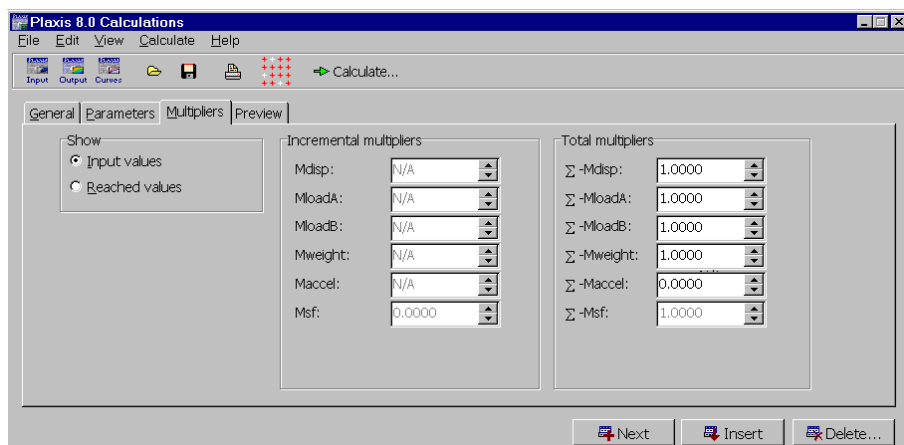 Plaxis 8.0 Calculations
File Edit View Calculate Help
Input Output Curves Calculate...
General Parameters Multipliers Preview
Show
Input values
Reached values
Incremental multipliers
Mdisp: N/A
MloadA: N/A
MloadB: N/A
Mweight: N/A
Maccel: N/A
Msf: 0.0000
Total multipliers
Σ -Mdisp: 1.0000
Σ -MloadA: 1.0000
Σ -MloadB: 1.0000
Σ -Mweight: 1.0000
Σ -Maccel: 0.0000
Σ -Msf: 1.0000
Next Insert Delete...